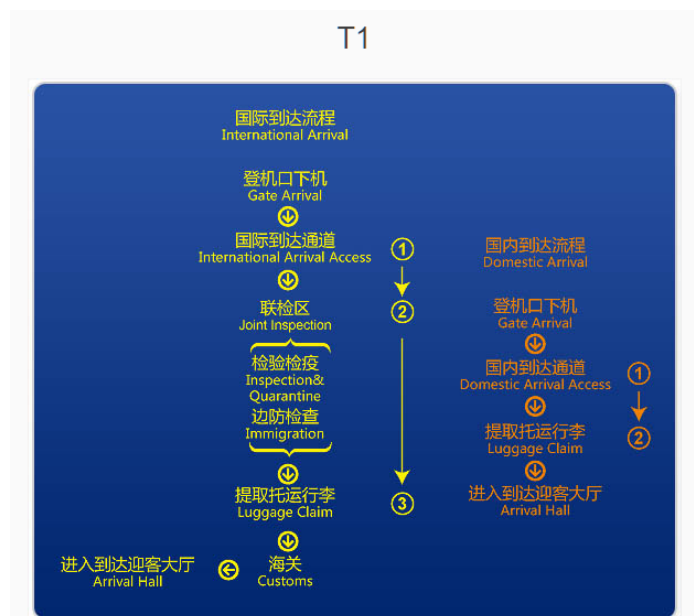 T1
国际到达流程
International Arrival
登机口下机
Gate Arrival
国际到达通道
International Arrival Access
①
联检区
Joint Inspection
②
检验检疫
Inspection&
Quarantine
边防检查
Immigration
提取托运行李
Luggage Claim
③
海关
Customs
进入到达迎客大厅
Arrival Hall
国内到达流程
Domestic Arrival
登机口下机
Gate Arrival
国内到达通道
Domestic Arrival Access
①
提取托运行李
Luggage Claim
②
进入到达迎客大厅
Arrival Hall